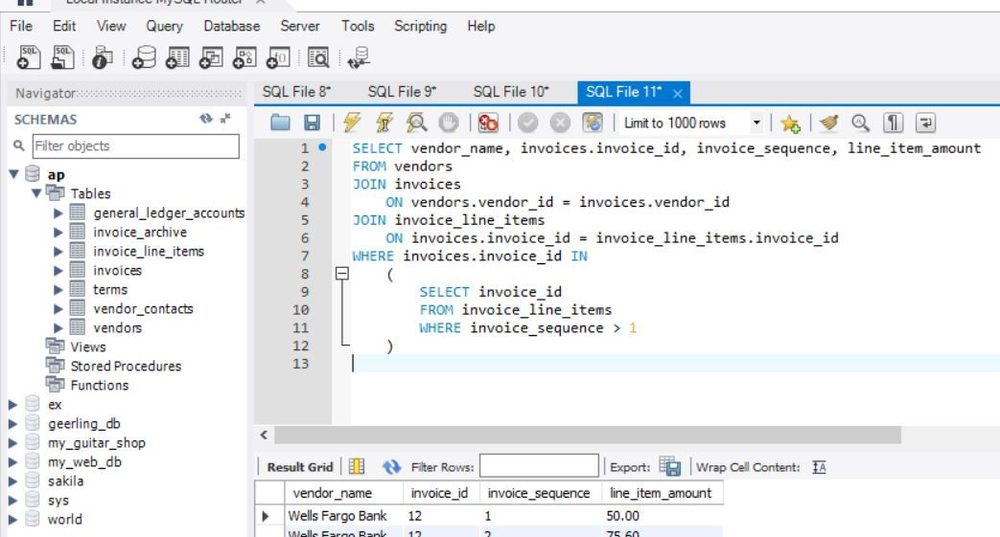 Local instance MySQL Router ×
File Edit View Query Database Server Tools Scripting Help
Navigator
SCHEMAS
Filter objects
ap
Tables
general_ledger_accounts
invoice_archive
invoice_line_items
invoices
terms
vendor_contacts
vendors
Views
Stored Procedures
Functions
ex
geerling_db
my_guitar_shop
my_web_db
sakila
sys
world
SQL File 8* SQL File 9* SQL File 10* SQL File 11* ×
Limit to 1000 rows
1 SELECT vendor_name, invoices.invoice_id, invoice_sequence, line_item_amount
2 FROM vendors
3 JOIN invoices
4 ON vendors.vendor_id = invoices.vendor_id
5 JOIN invoice_line_items
6 ON invoices.invoice_id = invoice_line_items.invoice_id
7 WHERE invoices.invoice_id IN
8 (
9 SELECT invoice_id
10 FROM invoice_line_items
11 WHERE invoice_sequence > 1
12 )
13
Result Grid Filter Rows: Export: Wrap Cell Content: IA
vendor_name invoice_id invoice_sequence line_item_amount
Wells Fargo Bank 12 1 50.00
Wells Fargo Bank 12 2 75.60